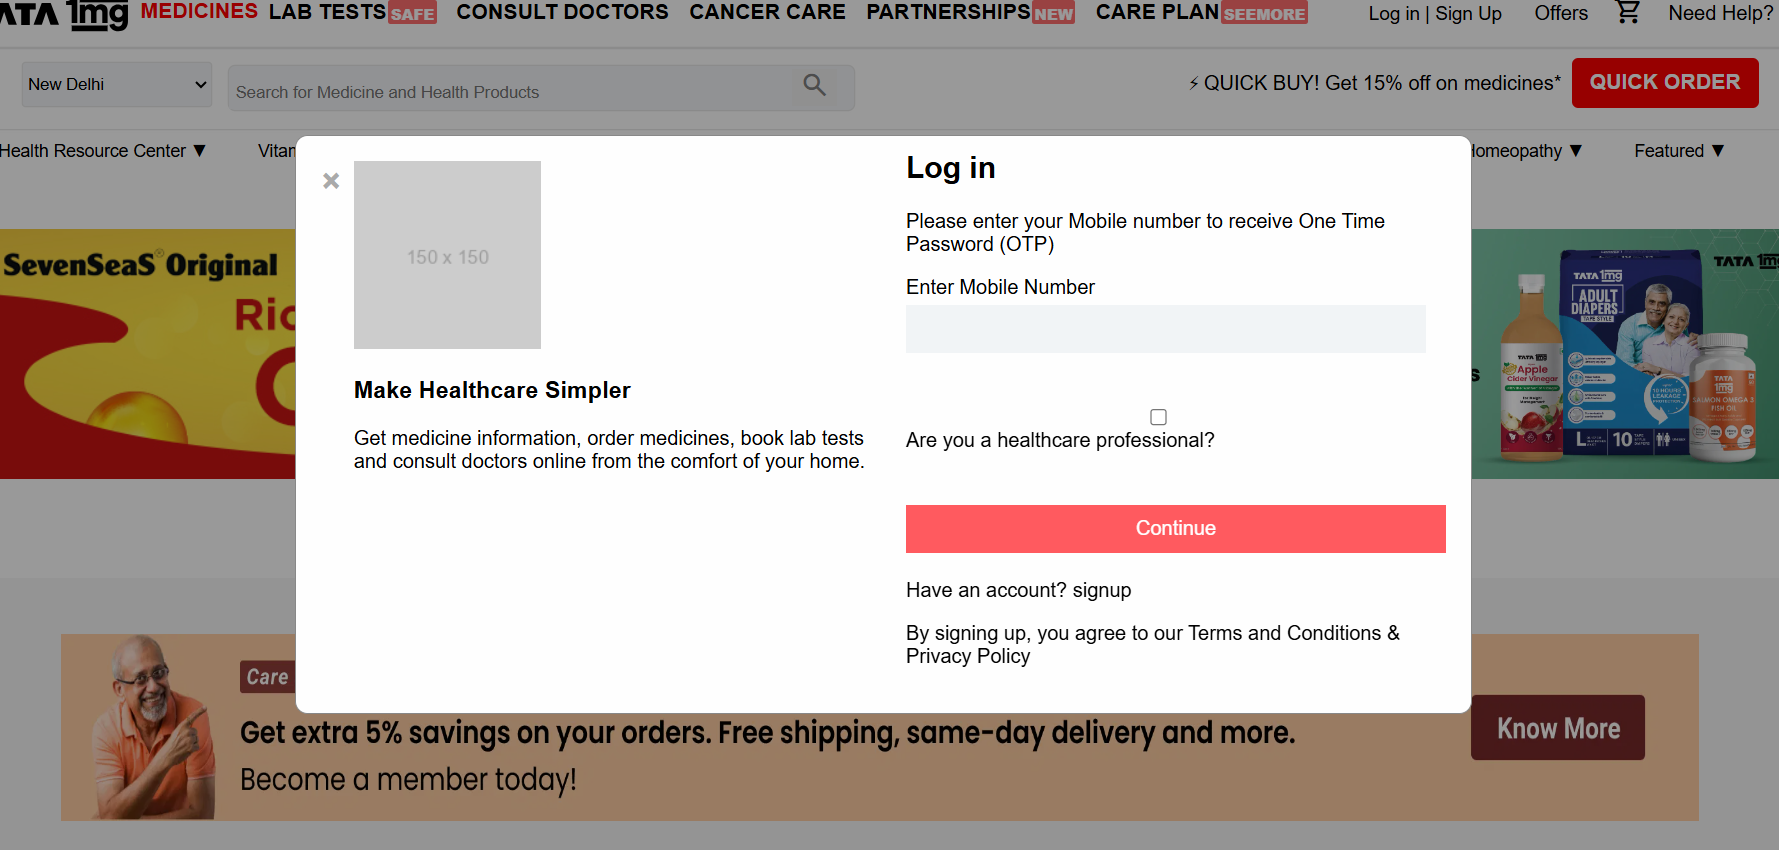 TATA 1mg MEDICINES LAB TESTS SAFE CONSULT DOCTORS CANCER CARE PARTNERSHIPS NEW CARE PLAN SEEMORE Log in | Sign Up Offers Need Help?
New Delhi Search for Medicine and Health Products ⚡ QUICK BUY! Get 15% off on medicines* QUICK ORDER
Health Resource Center ▼ Featured ▼
Homeopathy ▼
SevenSeaS® Original
×
150 x 150
Make Healthcare Simpler
Get medicine information, order medicines, book lab tests
and consult doctors online from the comfort of your home.
Log in
Please enter your Mobile number to receive One Time
Password (OTP)
Enter Mobile Number
Are you a healthcare professional?
Continue
Have an account? signup
By signing up, you agree to our Terms and Conditions &
Privacy Policy
TATA 1mg
TATA 1mg
ADULT
DIAPERS
TAPE STYLE
TATA 1mg
Apple
Cider Vinegar
TATA
1mg
SALMON OMEGA 3
FISH OIL
10 HOURS
LEAKAGE
L 10
Care
Get extra 5% savings on your orders. Free shipping, same-day delivery and more.
Become a member today!
Know More